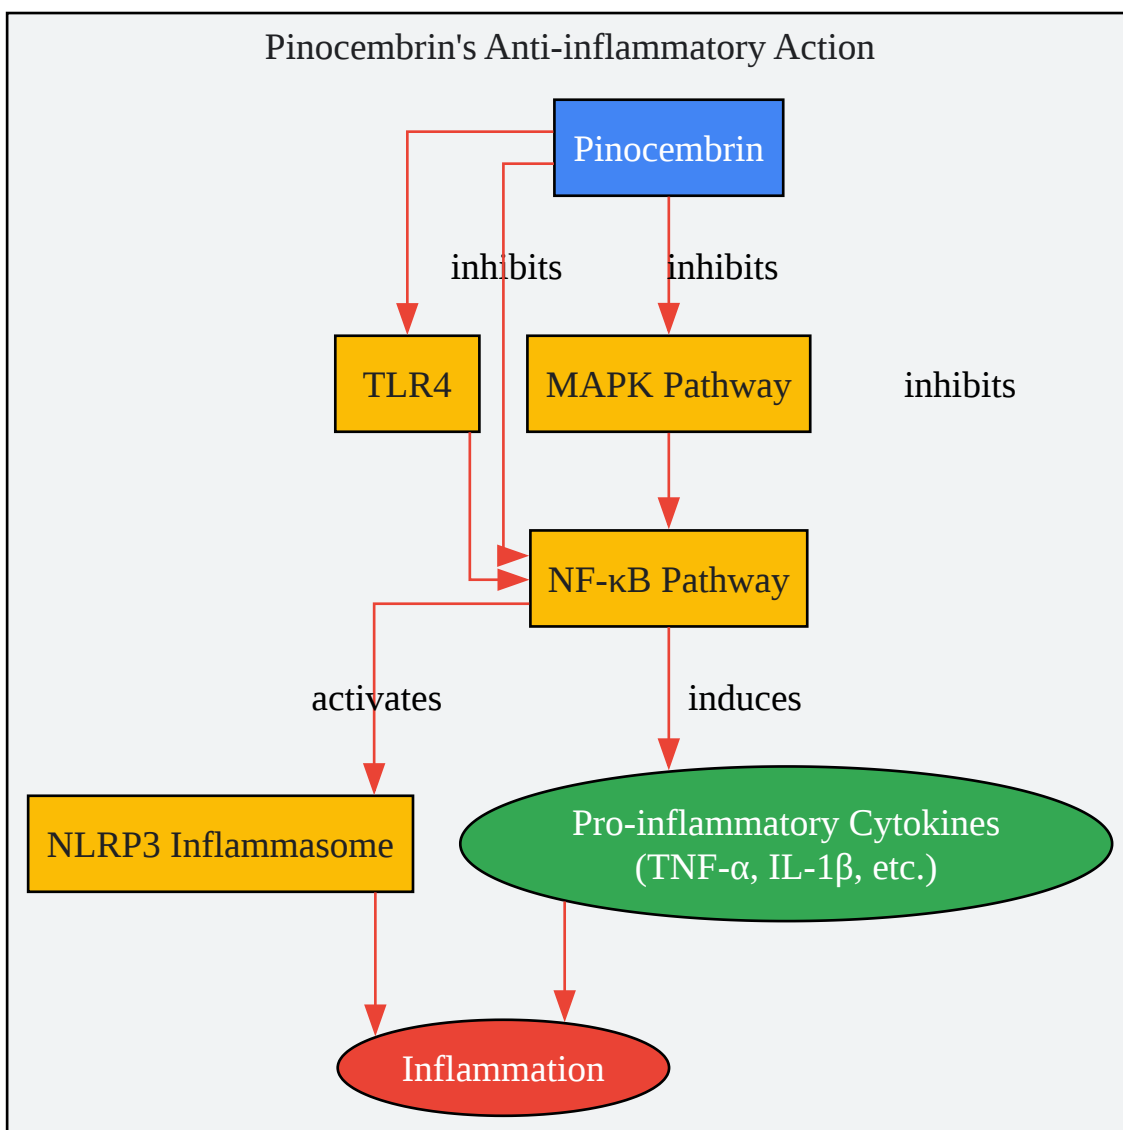 Pinocembrin's Anti-inflammatory Action
Pinocembrin
inhibits
inhibits
TLR4
MAPK Pathway
inhibits
NF-κB Pathway
activates
induces
NLRP3 Inflammasome
Pro-inflammatory Cytokines
(TNF-α, IL-1β, etc.)
Inflammation